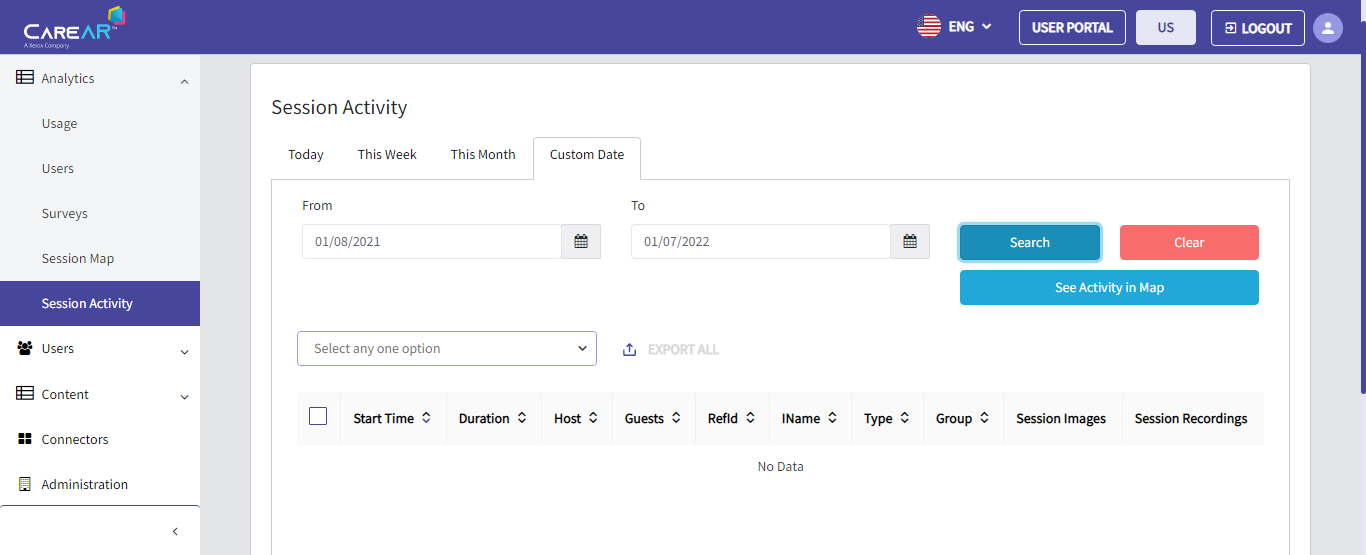 CAREAR™
A Xerox Company
ENG
USER PORTAL
US
LOGOUT
Analytics
Usage
Users
Surveys
Session Map
Session Activity
Users
Content
Connectors
Administration
Session Activity
Today
This Week
This Month
Custom Date
From
To
01/08/2021
01/07/2022
Search
Clear
See Activity in Map
Select any one option
EXPORT ALL
Start Time
Duration
Host
Guests
RefId
IName
Type
Group
Session Images
Session Recordings
No Data